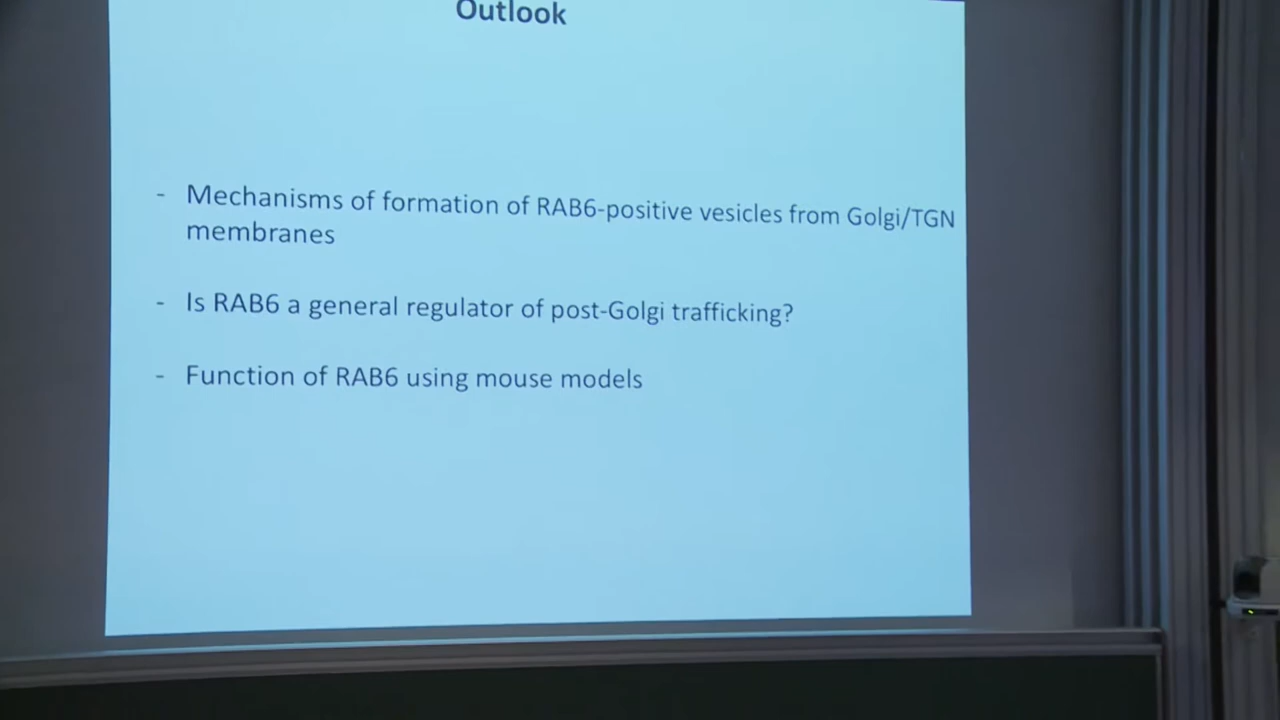 Outlook
- Mechanisms of formation of RAB6-positive vesicles from Golgi/TGN
membranes
- Is RAB6 a general regulator of post-Golgi trafficking?
- Function of RAB6 using mouse models